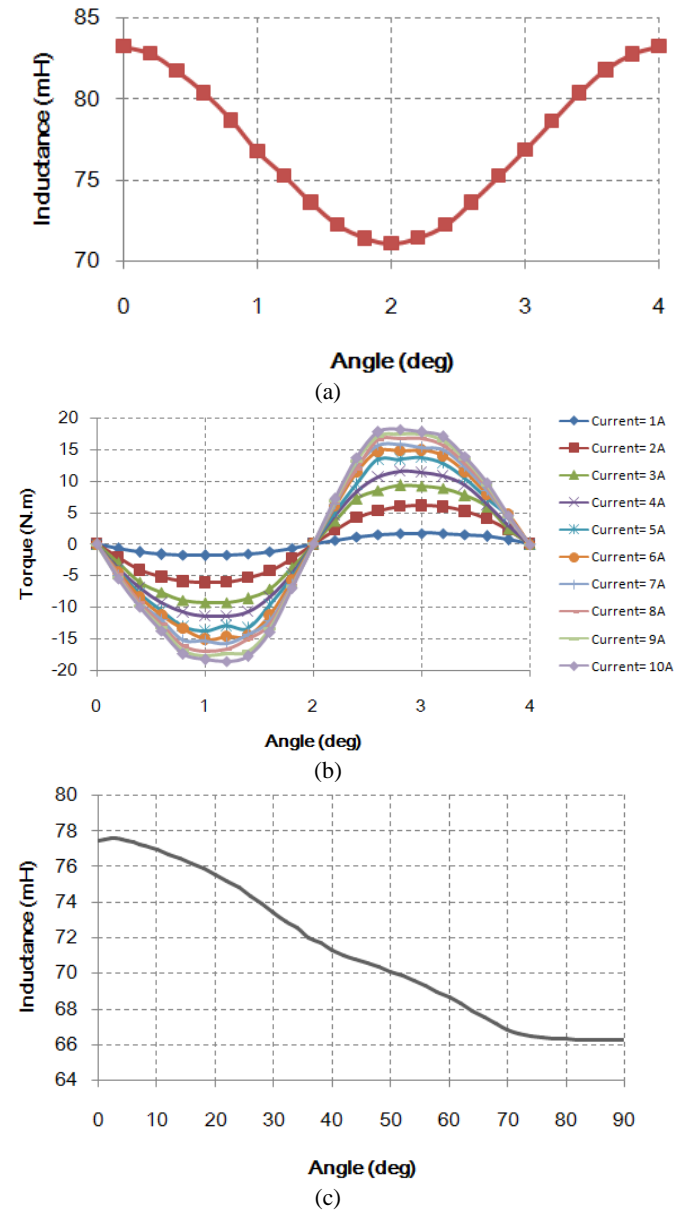 85
80
75
70
Inductance (mH)
0 1 2 3 4
Angle (deg)
(a)
20
15
10
5
0
-5
-10
-15
-20
Torque (N.m)
0 1 2 3 4
Angle (deg)
Current= 1A
Current= 2A
Current= 3A
Current= 4A
Current= 5A
Current= 6A
Current= 7A
Current= 8A
Current= 9A
Current= 10A
(b)
80
78
76
74
72
70
68
66
64
Inductance (mH)
0 10 20 30 40 50 60 70 80 90
Angle (deg)
(c)